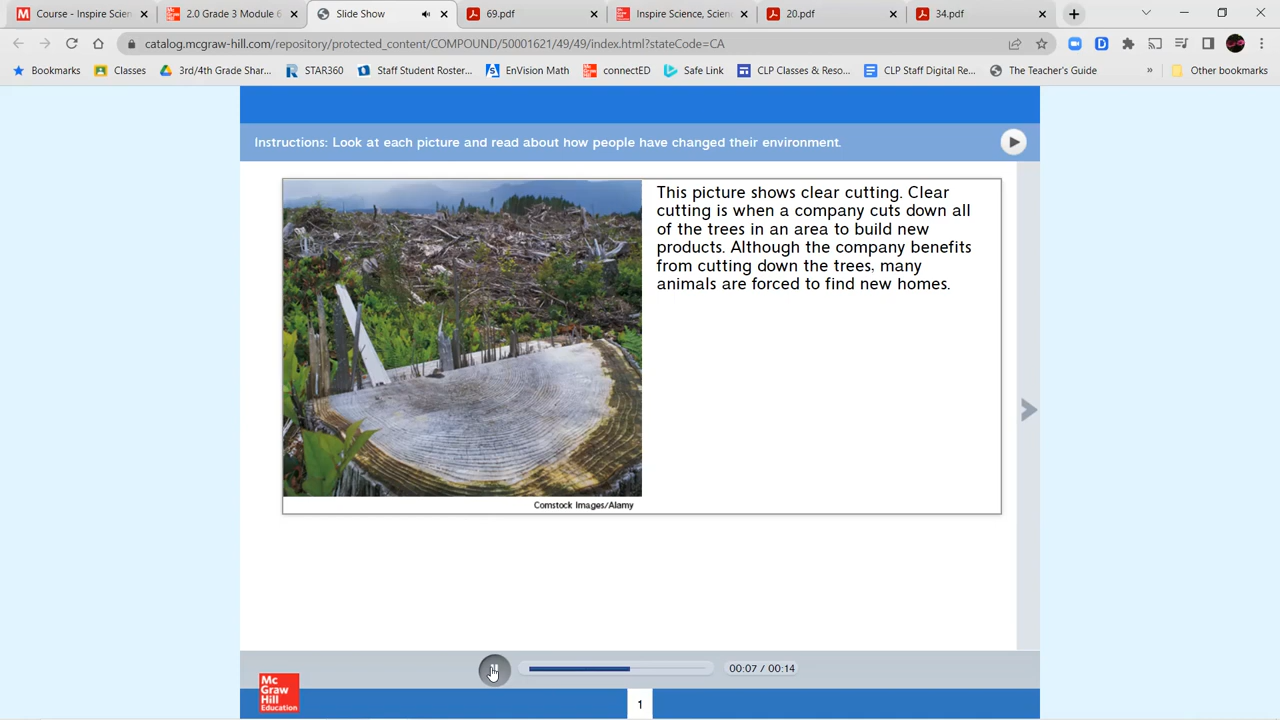 Course - Inspire Scien
2.0 Grade 3 Module 6
Slide Show
69.pdf
Inspire Science, Scienc
20.pdf
34.pdf
catalog.mcgraw-hill.com/repository/protected_content/COMPOUND/50001621/49/49/index.html?stateCode=CA
Bookmarks
Classes
3rd/4th Grade Shar...
STAR360
Staff Student Roster...
EnVision Math
connectED
Safe Link
CLP Classes & Reso...
CLP Staff Digital Re...
The Teacher's Guide
»
Other bookmarks
Instructions: Look at each picture and read about how people have changed their environment.
This picture shows clear cutting. Clear
cutting is when a company cuts down all
of the trees in an area to build new
products. Although the company benefits
from cutting down the trees, many
animals are forced to find new homes.
Comstock Images/Alamy
00:07 / 00:14
Mc
Graw
Hill
Education
1